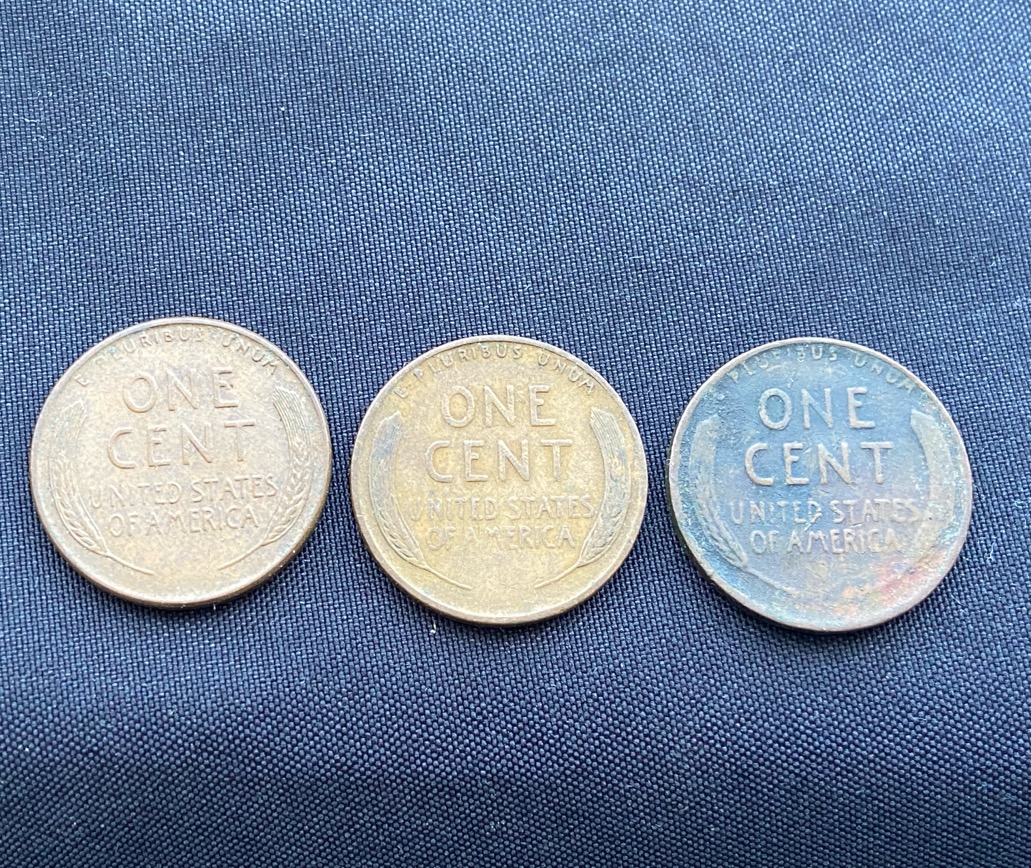 E PLURIBUS UNUM
ONE
CENT
UNITED STATES
OF AMERICA
E PLURIBUS UNUM
ONE
CENT
UNITED STATES
OF AMERICA
UNUM
ONE
CENT
UNITED STATES
OF AMERICA